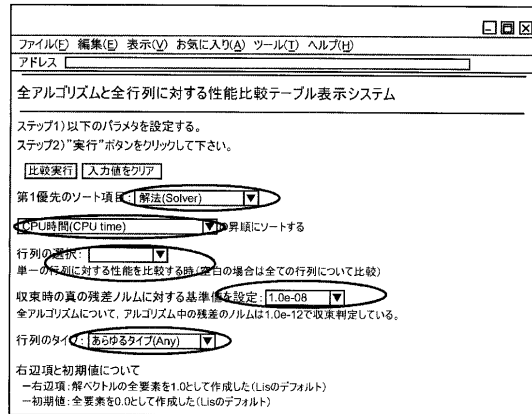 ファイル(F) 編集(E) 表示(V) お気に入り(A) ツール(T) ヘルプ(H)
アドレス
全アルゴリズムと全行列に対する性能比較テーブル表示システム
ステップ1)以下のパラメタを設定する。
ステップ2)"実行"ボタンをクリックして下さい。
比較実行 入力値をクリア
第1優先のソート項目: 解法(Solver)
CPU時間(CPU time) の昇順にソートする
行列の選択:
単一の行列に対する性能を比較する時(空白の場合は全ての行列について比較)
収束時の真の残差ノルムに対する基準値を設定: 1.0e-08
全アルゴリズムについて, アルゴリズム中の残差のノルムは1.0e-12で収束判定している。
行列のタイプ: あらゆるタイプ(Any)
右辺項と初期値について
－右辺項:解ベクトルの全要素を1.0として作成した(Lisのデフォルト)
－初期値:全要素を0.0として作成した(Lisのデフォルト)